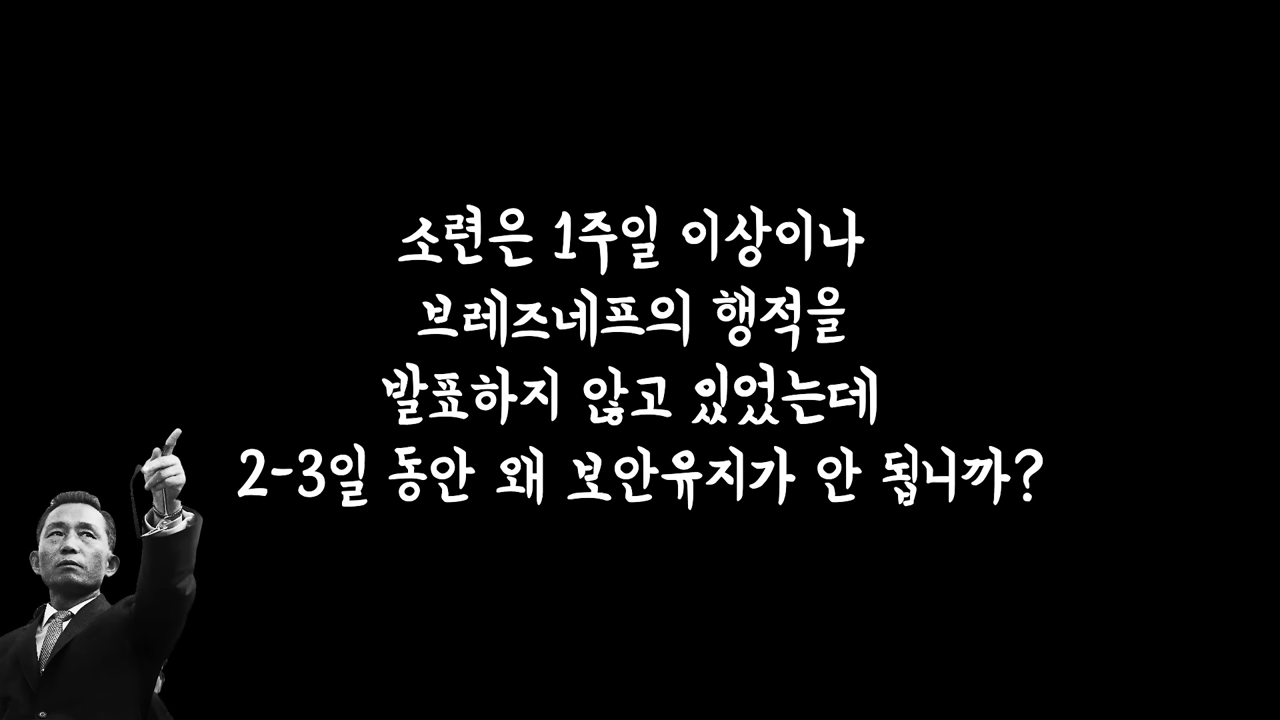 소련은 1주일 이상이나
브레즈네프의 행적을
발표하지 않고 있었는데
2-3일 동안 왜 보안유지가 안 됩니까?